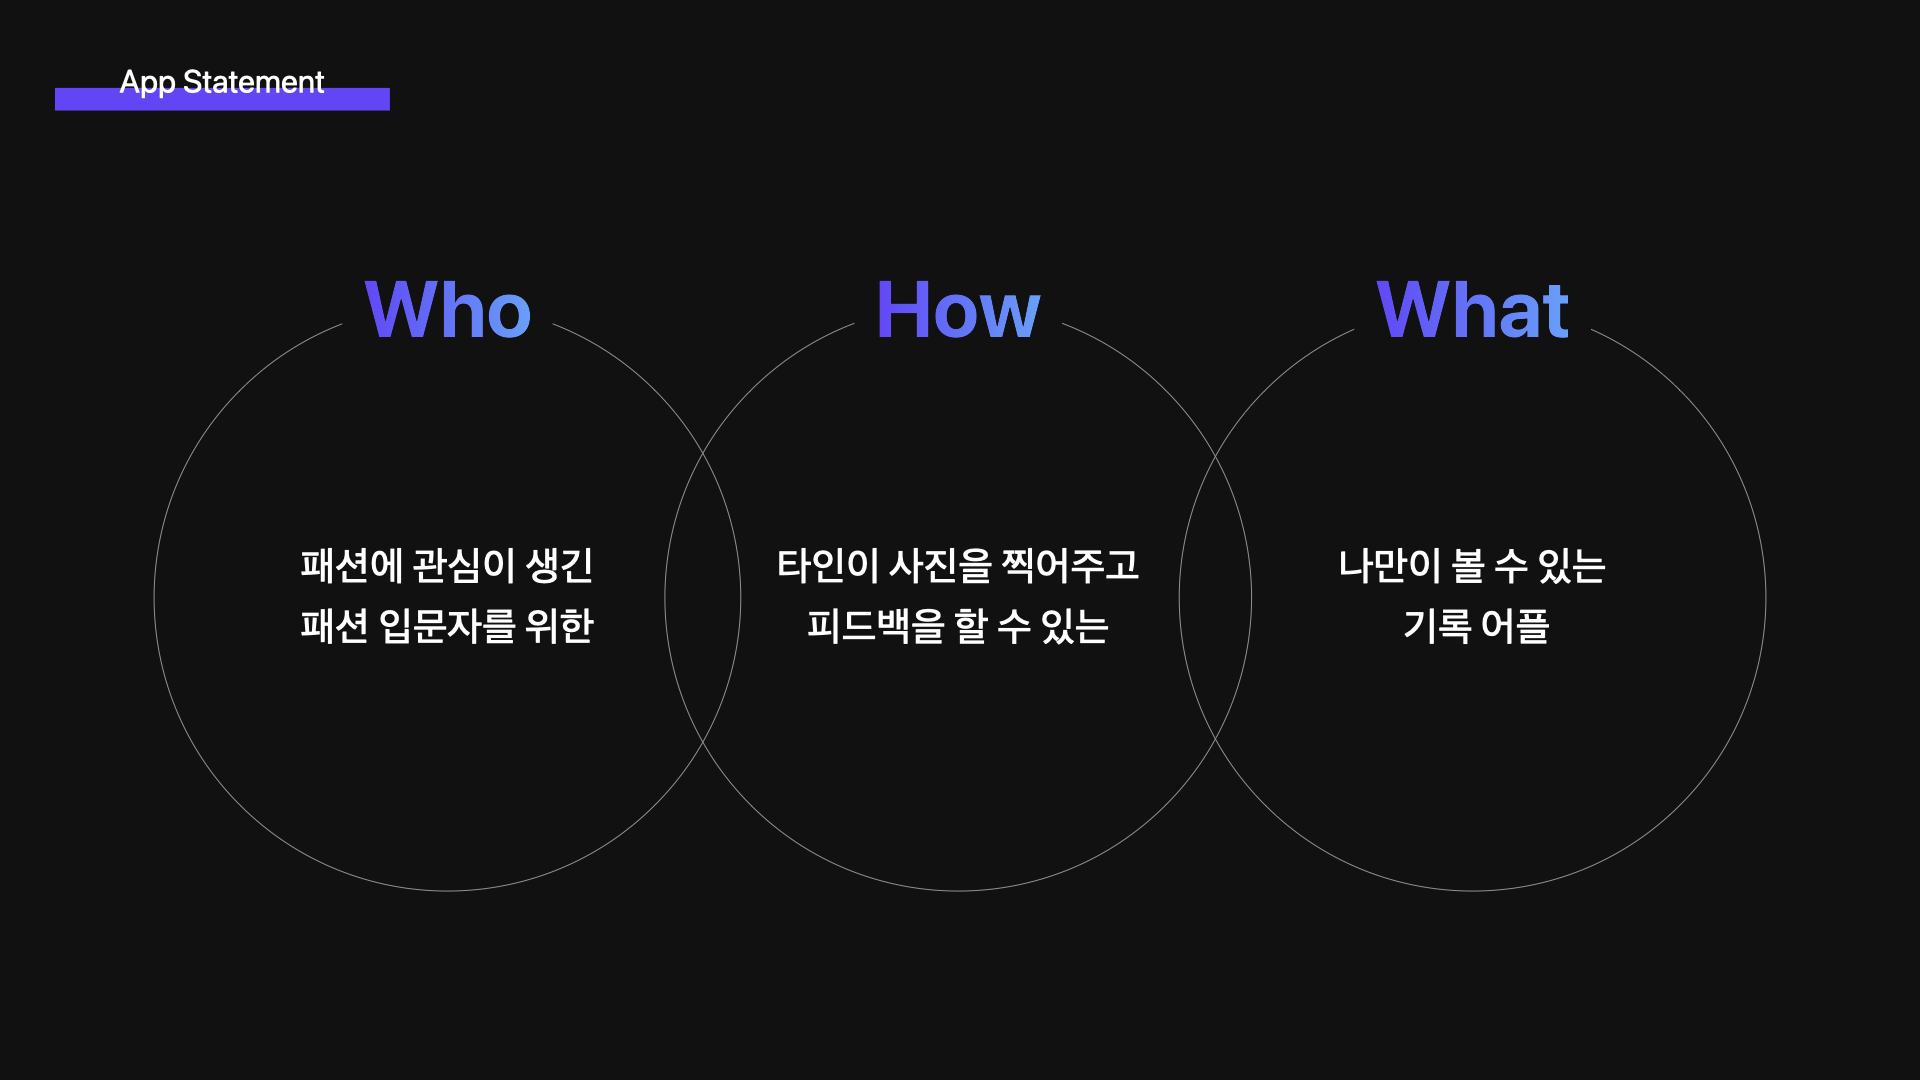 App Statement
Who
패션에 관심이 생긴
패션 입문자를 위한
How
타인이 사진을 찍어주고
피드백을 할 수 있는
What
나만이 볼 수 있는
기록 어플